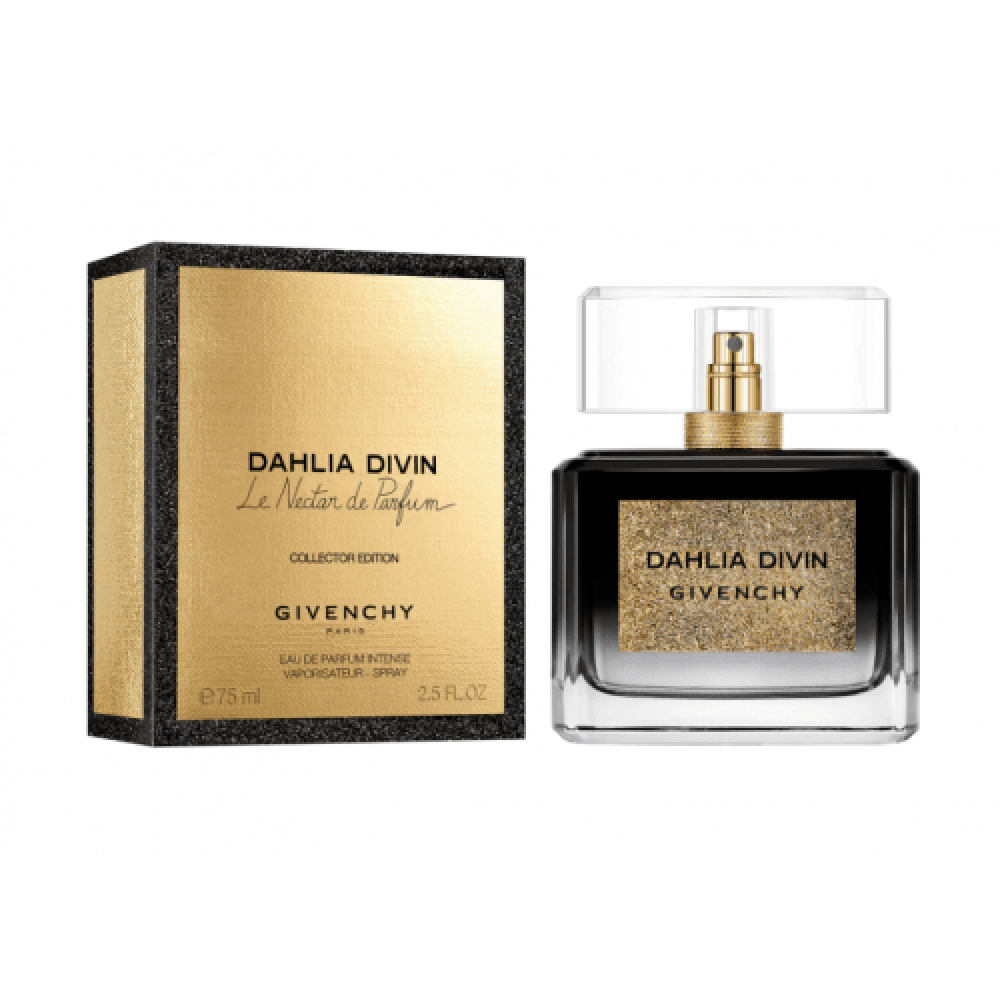 DAHLIA DIVIN
Le Nectar de Parfum
COLLECTOR EDITION
GIVENCHY
PARIS
EAU DE PARFUM INTENSE
VAPORISATEUR - SPRAY
℮75 ml 2.5 FL.OZ
DAHLIA DIVIN
GIVENCHY